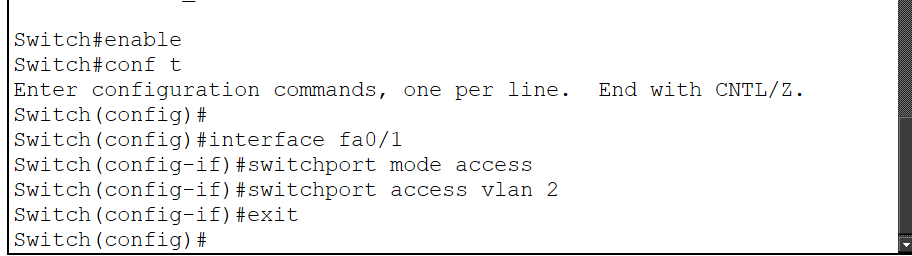 Switch#enable
Switch#conf t
Enter configuration commands, one per line.  End with CNTL/Z.
Switch(config)#
Switch(config)#interface fa0/1
Switch(config-if)#switchport mode access
Switch(config-if)#switchport access vlan 2
Switch(config-if)#exit
Switch(config)#